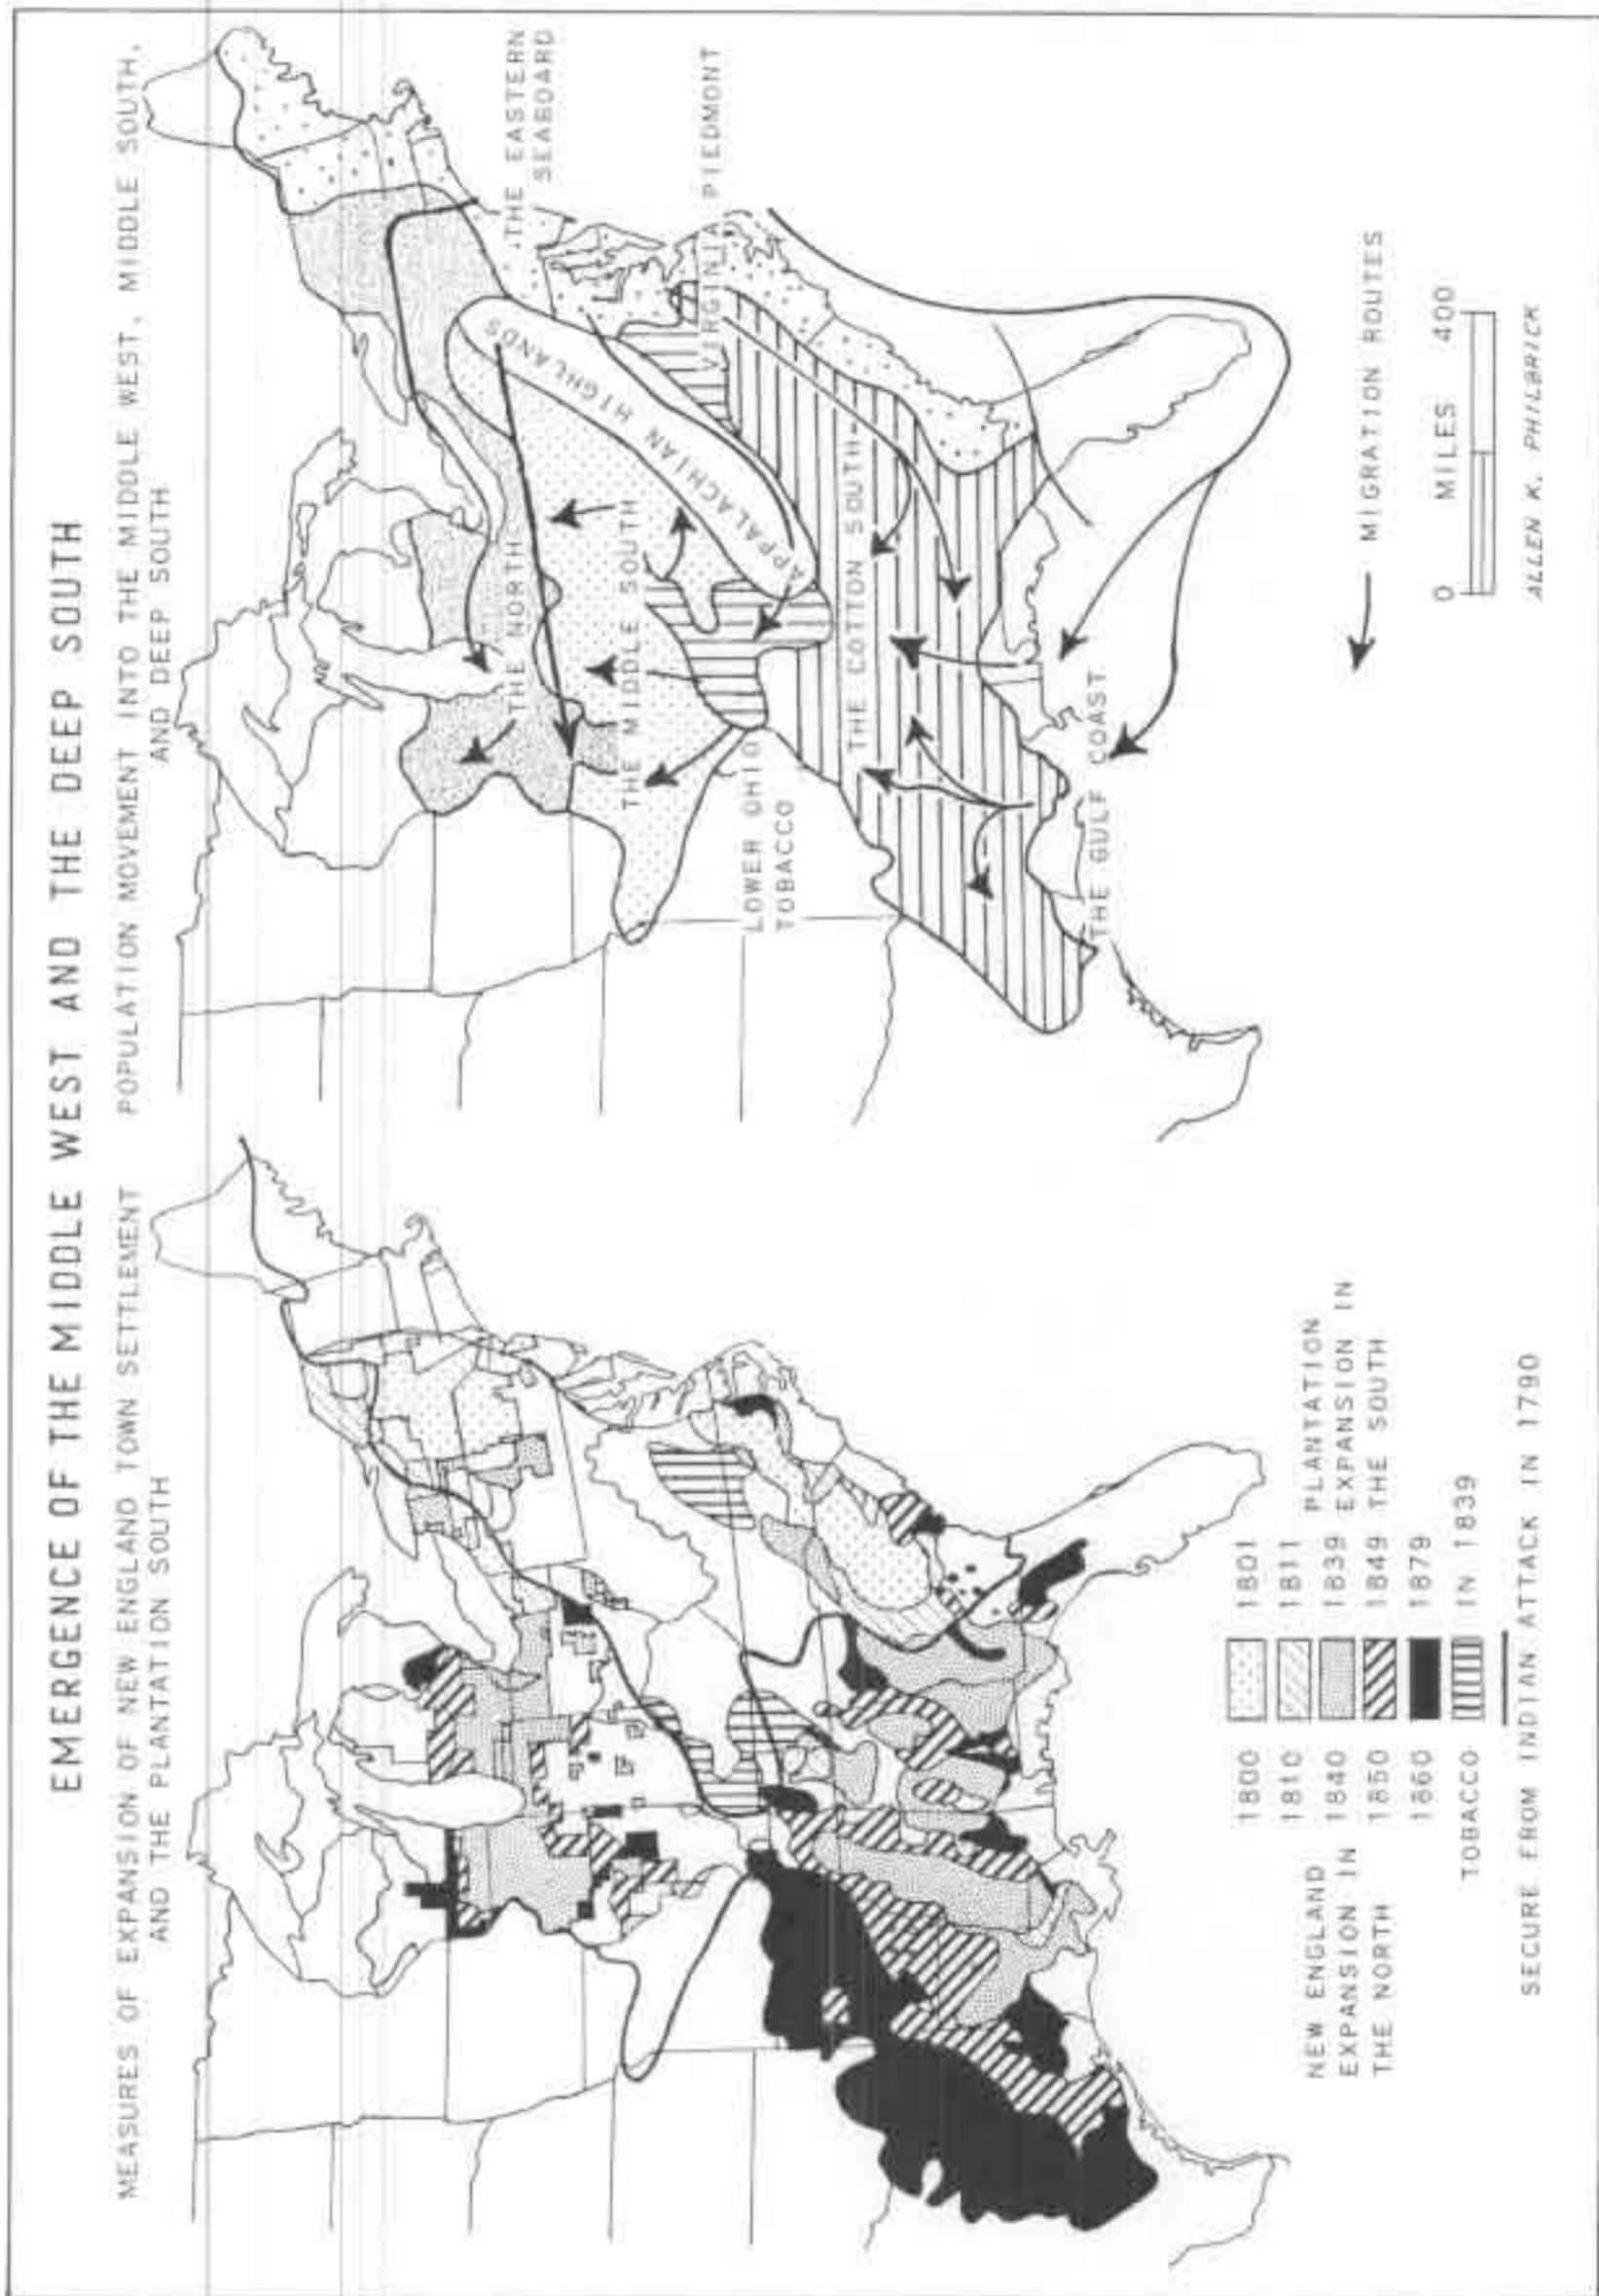 EMERGENCE OF THE MIDDLE WEST AND THE DEEP SOUTH
MEASURES OF EXPANSION OF NEW ENGLAND TOWN SETTLEMENT
AND THE PLANTATION SOUTH
POPULATION MOVEMENT INTO THE MIDDLE WEST, MIDDLE SOUTH,
AND DEEP SOUTH
NEW ENGLAND
EXPANSION IN
THE NORTH
1800
1810
1840
1850
1860
TOBACCO
1801
1811
1839
1849
1879
IN 1839
PLANTATION
EXPANSION IN
THE SOUTH
SECURE FROM INDIAN ATTACK IN 1790
THE EASTERN
SEABOARD
VIRGINIA PIEDMONT
APPALACHIAN HIGHLANDS
THE NORTH
THE MIDDLE SOUTH
LOWER OHIO
TOBACCO
THE COTTON SOUTH
THE GULF COAST
MIGRATION ROUTES
0 MILES 400
ALLEN K. PHILBRICK